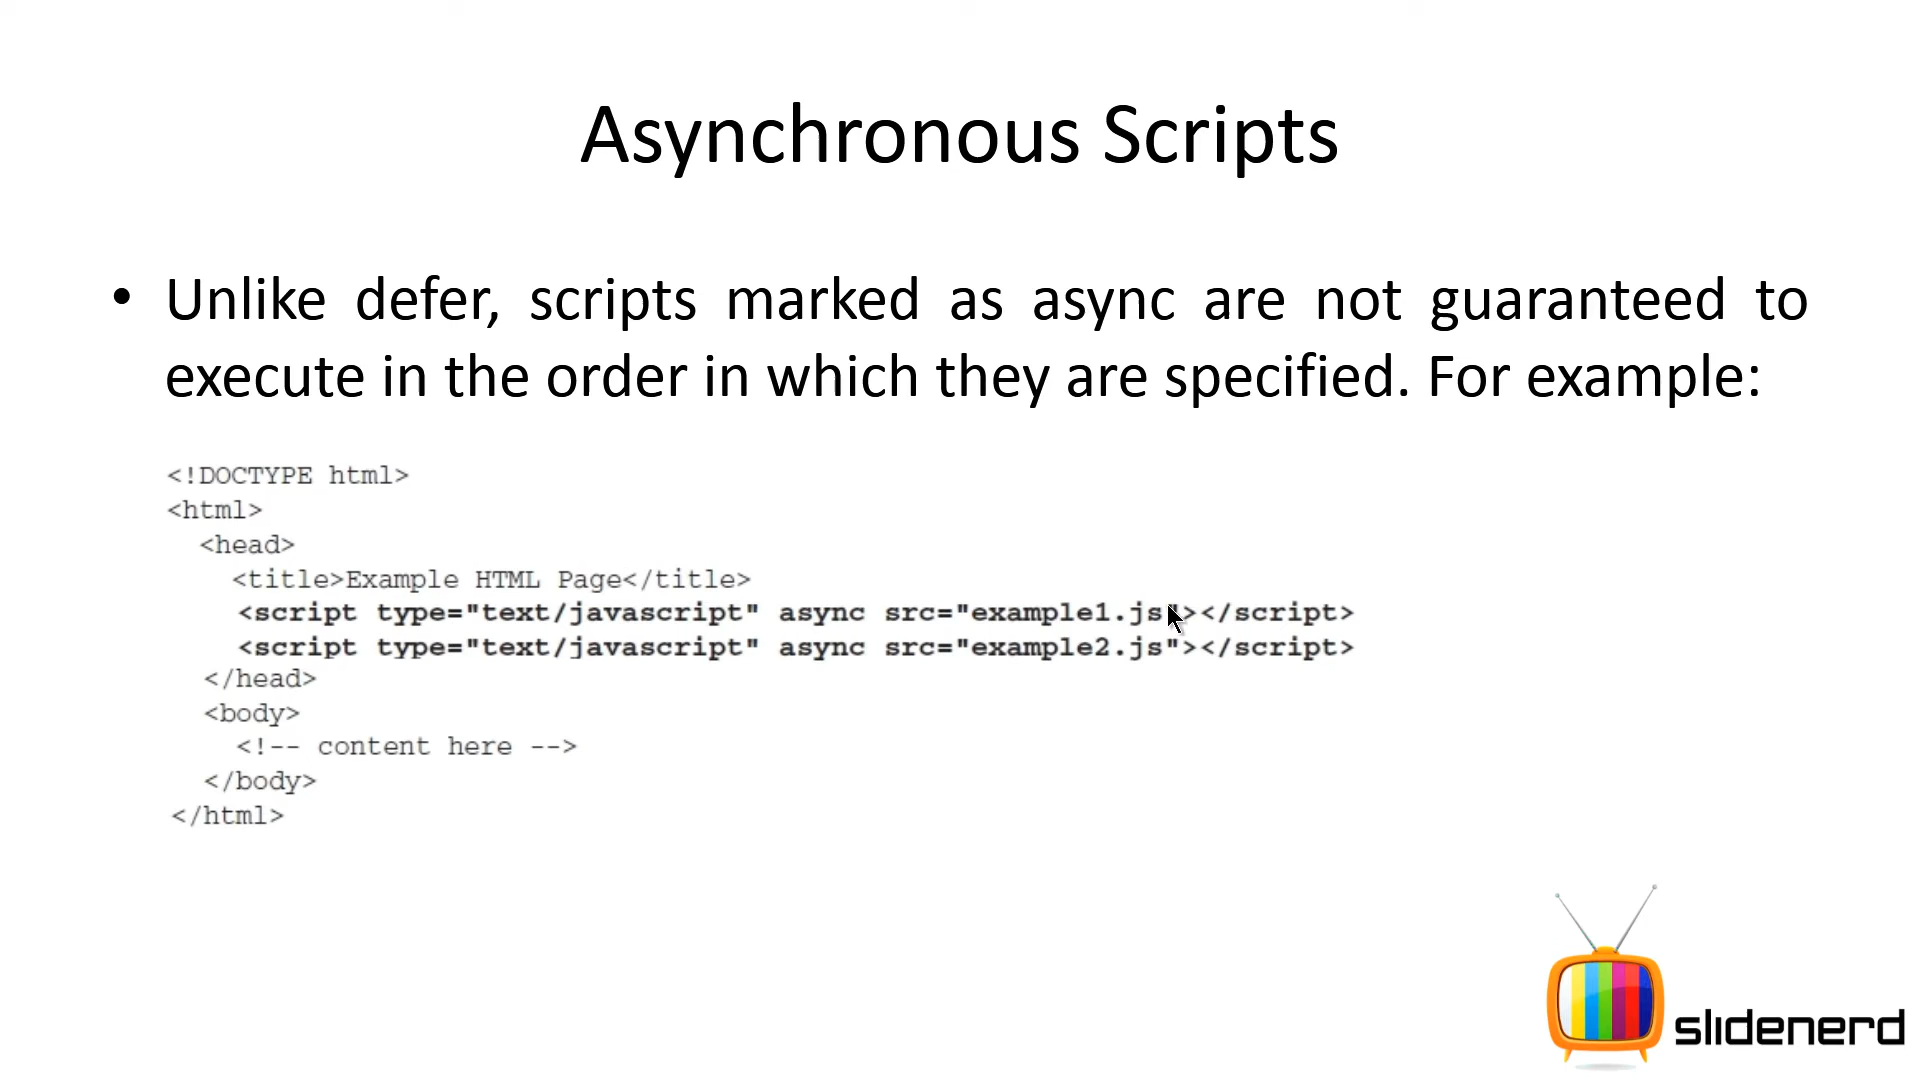 Asynchronous Scripts
• Unlike defer, scripts marked as async are not guaranteed to
execute in the order in which they are specified. For example:
<!DOCTYPE html>
<html>
<head>
<title>Example HTML Page</title>
<script type="text/javascript" async src="example1.js"></script>
<script type="text/javascript" async src="example2.js"></script>
</head>
<body>
<!-- content here -->
</body>
</html>
slidenerd